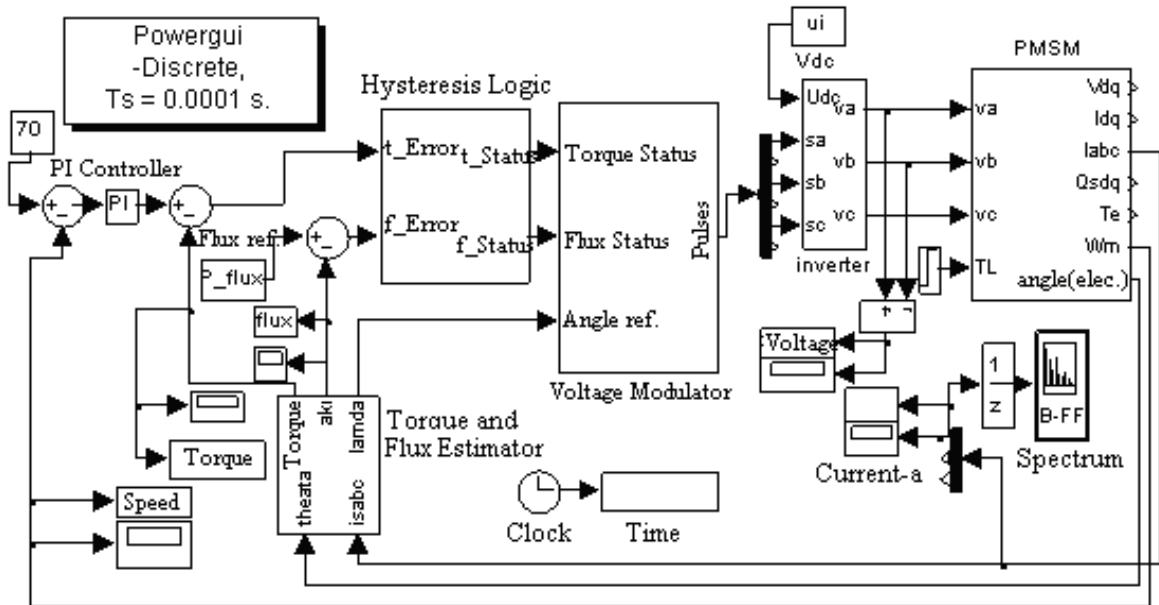 Powergui
-Discrete,
Ts = 0.0001 s.
70
PI Controller
PI
Flux ref.
P_flux
flux
Torque
Speed
Hysteresis Logic
t_Error
t_Status
f_Error
f_Status
Torque Status
Flux Status
Angle ref.
Pulses
Voltage Modulator
Torque
akı
lamda
theata
isabc
Torque and
Flux Estimator
Clock
Time
ui
Vdc
Udc
va
sa
vb
sb
vc
sc
inverter
PMSM
va
vb
vc
TL
Vdq
Idq
Iabc
Qsdq
Te
Wm
angle(elec.)
+ -
Voltage
Current-a
1
z
B-FF
Spectrum